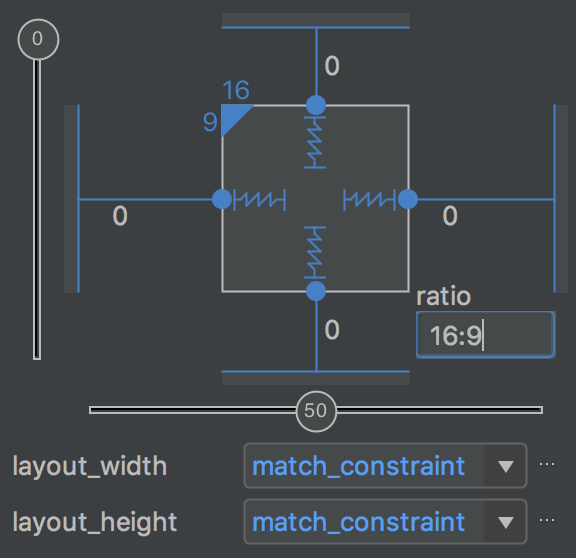 0
0
16
9
0
0
0
ratio
16:9
50
layout_width
match_constraint
layout_height
match_constraint